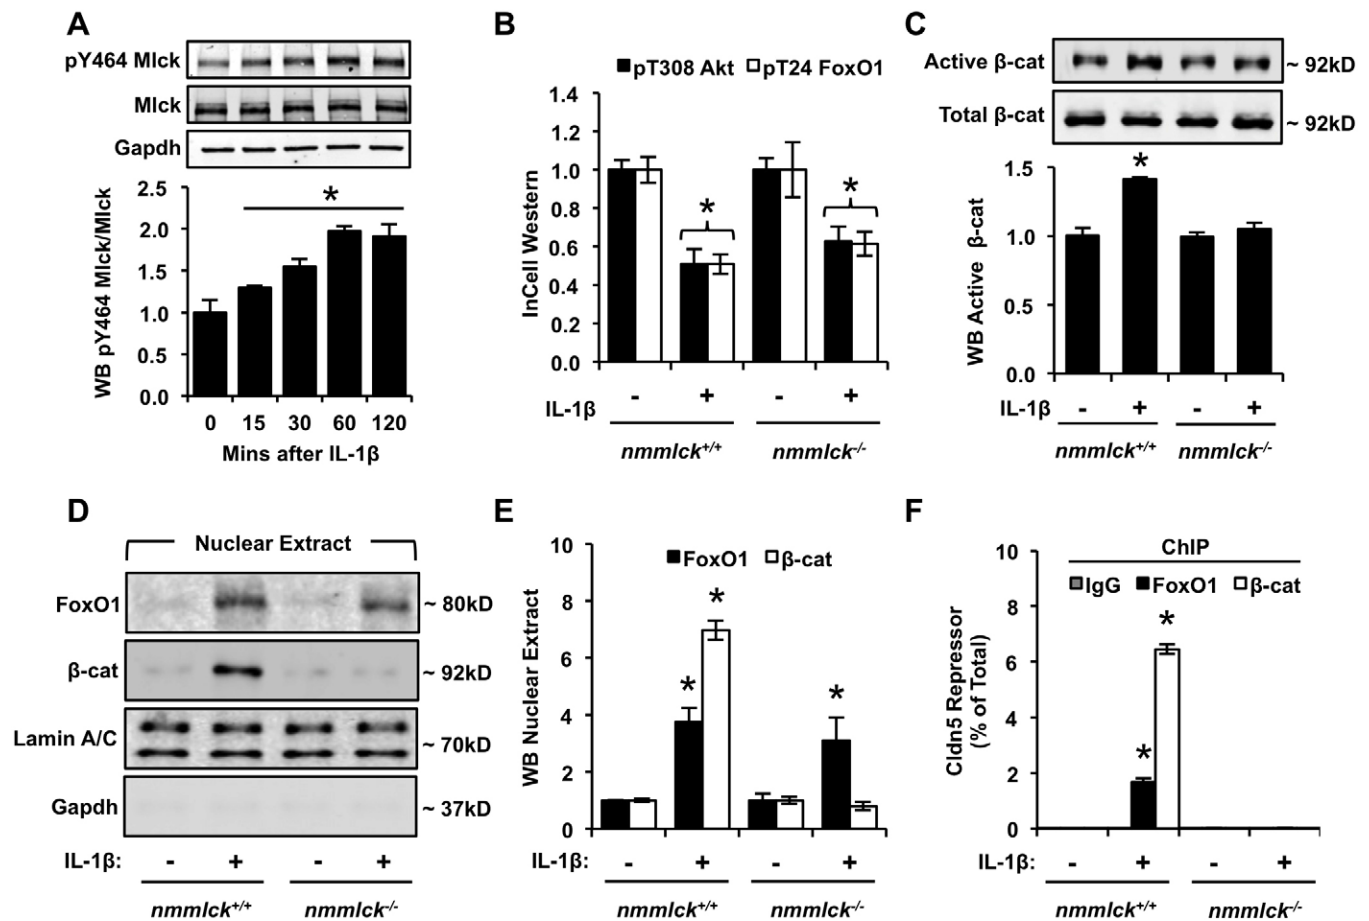 A
pY464 Mlck
Mlck
Gapdh
WB pY464 Mlck/Mlck
2.5
2.0
1.5
1.0
0.5
0.0
*
0 15 30 60 120
Mins after IL-1β
B
pT308 Akt pT24 FoxO1
InCell Western
1.4
1.2
1.0
0.8
0.6
0.4
0.2
0.0
* *
IL-1β - + - +
nmmlck+/+ nmmlck-/-
C
Active β-cat ~ 92kD
Total β-cat ~ 92kD
WB Active β-cat
1.5
1.0
0.5
0.0
*
IL-1β - + - +
nmmlck+/+ nmmlck-/-
D
Nuclear Extract
FoxO1 ~ 80kD
β-cat ~ 92kD
Lamin A/C ~ 70kD
Gapdh ~ 37kD
IL-1β: - + - +
nmmlck+/+ nmmlck-/-
E
FoxO1 β-cat
WB Nuclear Extract
10
8
6
4
2
0
* * *
IL-1β: - + - +
nmmlck+/+ nmmlck-/-
F
ChIP
IgG FoxO1 β-cat
Cldn5 Repressor
(% of Total)
10
8
6
4
2
0
* *
IL-1β: - + - +
nmmlck+/+ nmmlck-/-